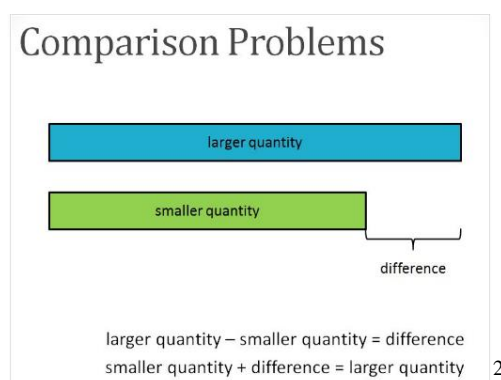 Comparison Problems
larger quantity
smaller quantity
difference
larger quantity – smaller quantity = difference
smaller quantity + difference = larger quantity
2